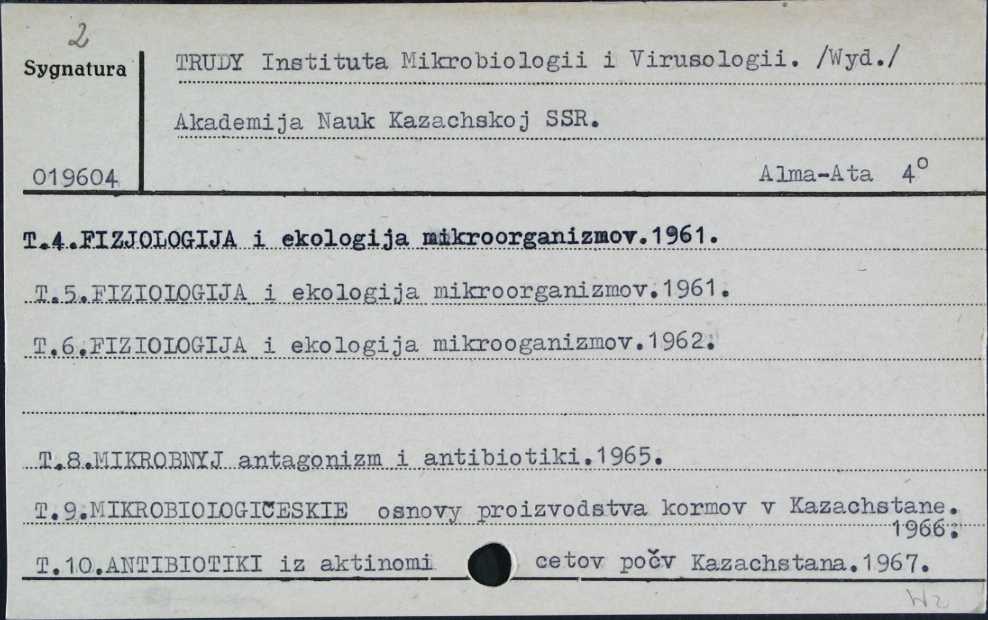 2
Sygnatura
TRUDY Instituta Mikrobiologii i Virusologii. /Wyd./
Akademija Nauk Kazachskoj SSR.
019604
Alma-Ata 4°
T.4.FIZJOLOGIJA i ekologija mikroorganizmov.1961.
T.5.FIZIOLOGIJA i ekologija mikroorganizmov.1961.
T.6.FIZIOLOGIJA i ekologija mikrooganizmov.1962.
T.8.MIKROBNYJ antagonizm i antibiotiki.1965.
T.9.MIKROBIOLOGIČESKIE osnovy proizvodstva kormov v Kazachstane.
1966.
T.10.ANTIBIOTIKI iz aktinomi cetov počv Kazachstana.1967.